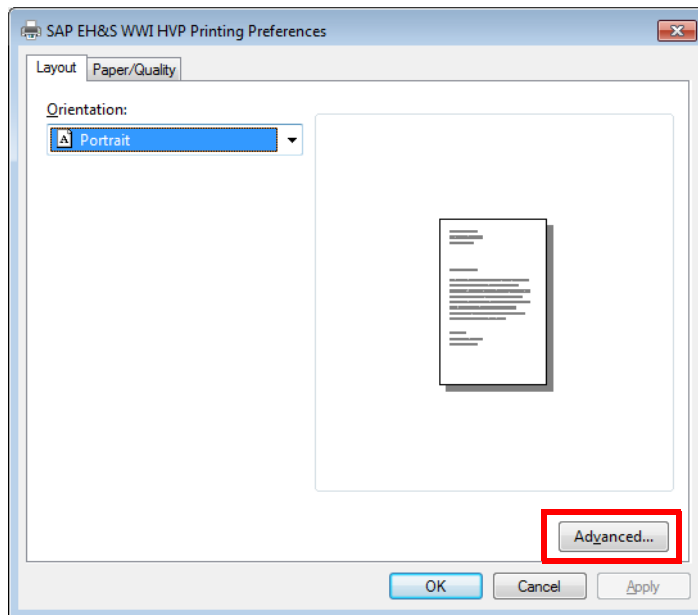 SAP EH&S WWI HVP Printing Preferences
Layout Paper/Quality
Orientation:
A Portrait
Advanced...
OK Cancel Apply